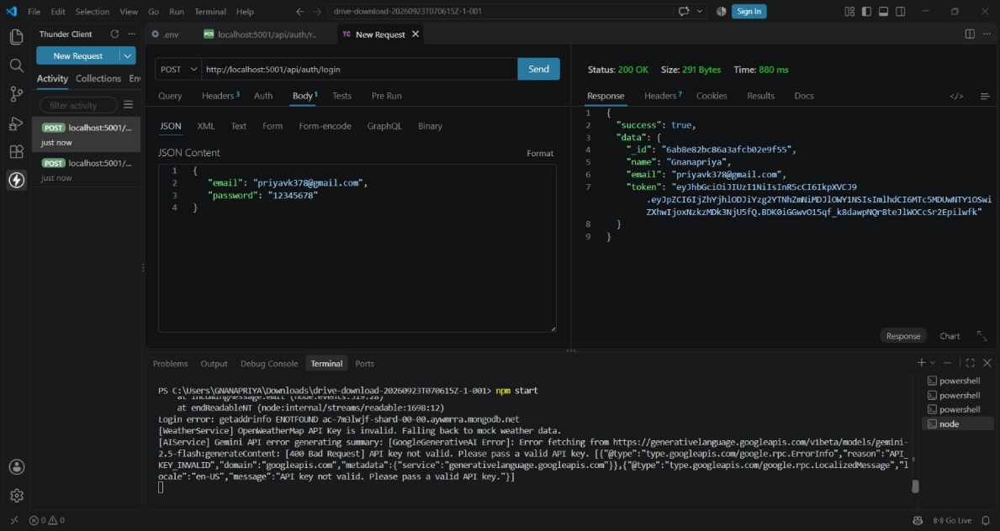 File Edit Selection View Go Run Terminal Help
drive-download-20260923T070615Z-1-001
Sign In
Thunder Client
New Request
Activity Collections En
filter activity
POST localhost:5001/...
just now
POST localhost:5001/...
just now
.env
POS localhost:5001/api/auth/r..
TC New Request
POST http://localhost:5001/api/auth/login Send
Query Headers 3 Auth Body 1 Tests Pre Run
JSON XML Text Form Form-encode GraphQL Binary
JSON Content Format
1 {
2 "email": "priyavk378@gmail.com",
3 "password": "12345678"
4 }
Status: 200 OK Size: 291 Bytes Time: 880 ms
Response Headers 7 Cookies Results Docs
1 {
2 "success": true,
3 "data": {
4 "_id": "6ab8e82bc86a3afcb02e9f55",
5 "name": "Gnanapriya",
6 "email": "priyavk378@gmail.com",
7 "token": "eyJhbGciOiJIUzI1NiIsInR5cCI6IkpXVCJ9
.eyJpZCI6IjZhYjhlODJiYzg2YTNhZmNiMDJlOWY1NSIsImlhdCI6MTc5MDUwNTY1OSwi
ZXhwIjoxNzkzMDk3NjU5fQ.BDK0iGGwvO15qf_k8dawpNQr8teJlWOCcSr2Epilwfk"
8 }
9 }
Response Chart
Problems Output Debug Console Terminal Ports
PS C:\Users\GNANAPRIYA\Downloads\drive-download-20260923T070615Z-1-001> npm start
at IncomingMessage.emit (node:events:519:28)
at endReadableNT (node:internal/streams/readable:1698:12)
Login error: getaddrinfo ENOTFOUND ac-7m3lwjf-shard-00-00.aywmrra.mongodb.net
[WeatherService] OpenWeatherMap API Key is invalid. Falling back to mock weather data.
[AIService] Gemini API error generating summary: [GoogleGenerativeAI Error]: Error fetching from https://generativelanguage.googleapis.com/v1beta/models/gemini-
2.5-flash:generateContent: [400 Bad Request] API key not valid. Please pass a valid API key. [{"@type":"type.googleapis.com/google.rpc.ErrorInfo","reason":"API_
KEY_INVALID","domain":"googleapis.com","metadata":{"service":"generativelanguage.googleapis.com"}},{"@type":"type.googleapis.com/google.rpc.LocalizedMessage","l
ocale":"en-US","message":"API key not valid. Please pass a valid API key."}]
powershell
powershell
powershell
node
0 0
Go Live